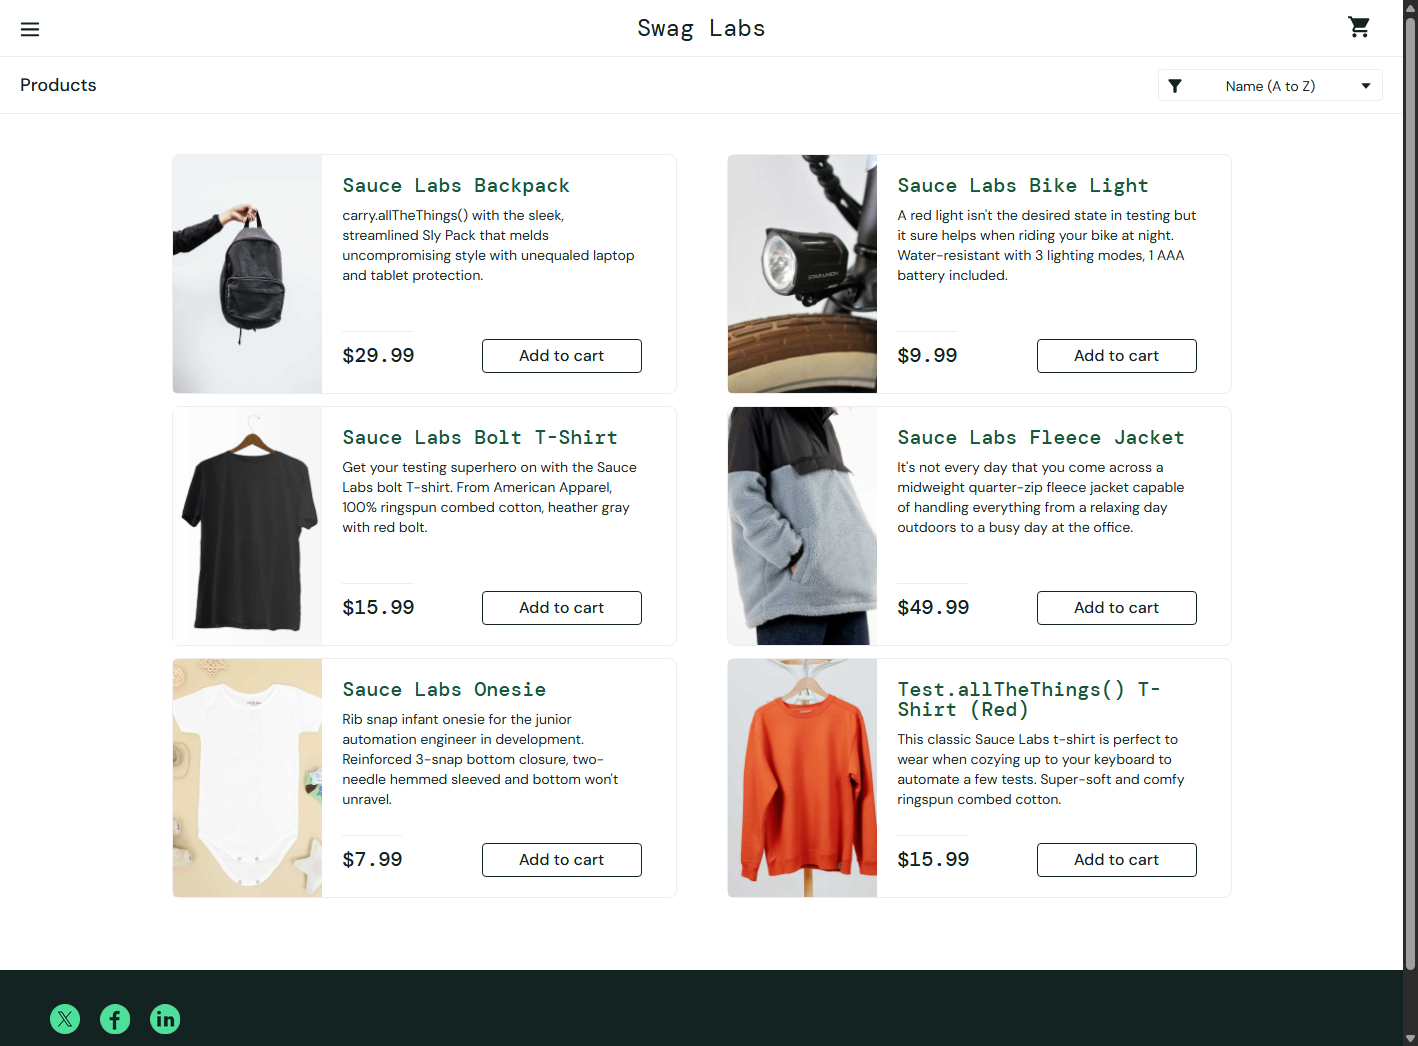 Swag Labs
Products
Name (A to Z)
Sauce Labs Backpack
carry.allTheThings() with the sleek,
streamlined Sly Pack that melds
uncompromising style with unequaled laptop
and tablet protection.
$29.99
Add to cart
Sauce Labs Bike Light
A red light isn't the desired state in testing but
it sure helps when riding your bike at night.
Water-resistant with 3 lighting modes, 1 AAA
battery included.
$9.99
Add to cart
Sauce Labs Bolt T-Shirt
Get your testing superhero on with the Sauce
Labs bolt T-shirt. From American Apparel,
100% ringspun combed cotton, heather gray
with red bolt.
$15.99
Add to cart
Sauce Labs Fleece Jacket
It's not every day that you come across a
midweight quarter-zip fleece jacket capable
of handling everything from a relaxing day
outdoors to a busy day at the office.
$49.99
Add to cart
Sauce Labs Onesie
Rib snap infant onesie for the junior
automation engineer in development.
Reinforced 3-snap bottom closure, two-
needle hemmed sleeved and bottom won't
unravel.
$7.99
Add to cart
Test.allTheThings() T-
Shirt (Red)
This classic Sauce Labs t-shirt is perfect to
wear when cozying up to your keyboard to
automate a few tests. Super-soft and comfy
ringspun combed cotton.
$15.99
Add to cart